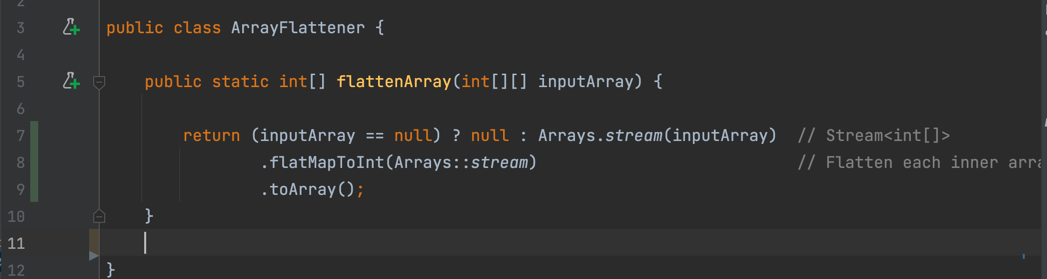 2
3 public class ArrayFlattener {
4
5 public static int[] flattenArray(int[][] inputArray) {
6
7 return (inputArray == null) ? null : Arrays.stream(inputArray) // Stream<int[]>
8 .flatMapToInt(Arrays::stream) // Flatten each inner arra
9 .toArray();
10 }
11
12 }